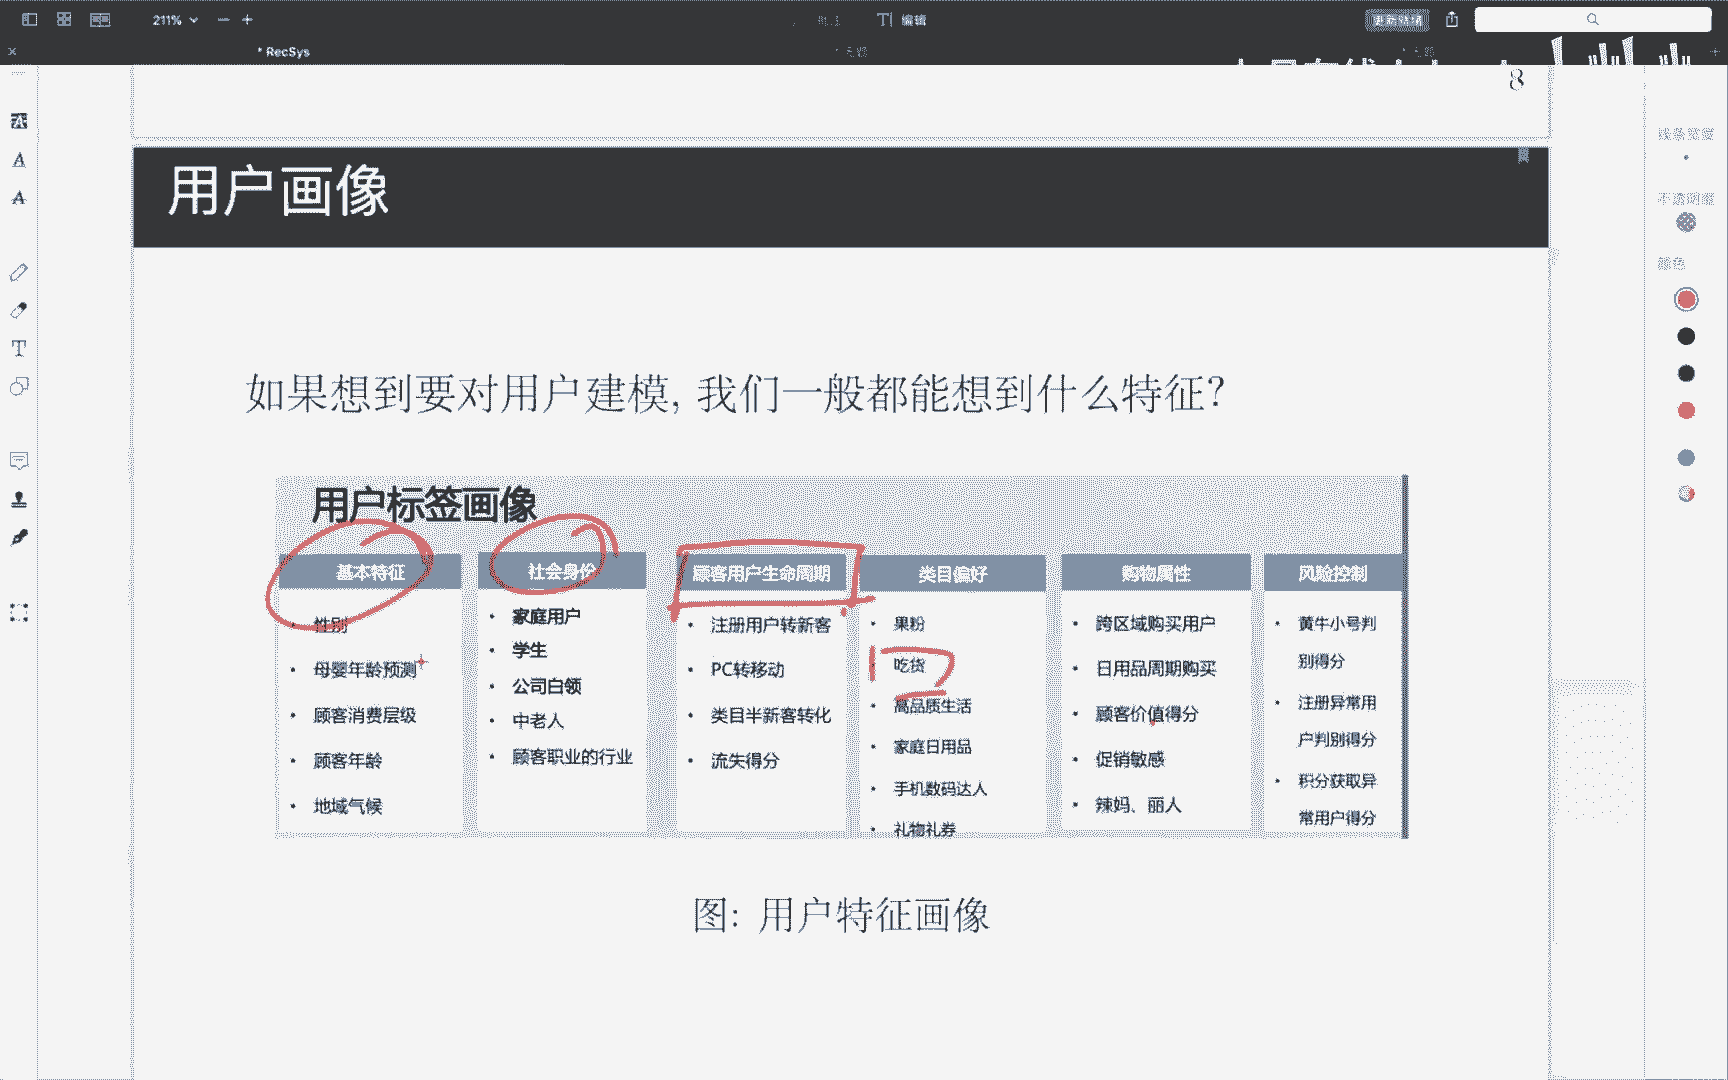 211%
编辑
更新续订
* RecSys
8
用户画像
如果想到要对用户建模, 我们一般都能想到什么特征?
用户标签画像
基本特征
• 性别
• 母婴年龄预测
• 顾客消费层级
• 顾客年龄
• 地域气候
社会身份
• 家庭用户
• 学生
• 公司白领
• 中老人
• 顾客职业的行业
顾客用户生命周期
• 注册用户转新客
• PC转移动
• 类目半新客转化
• 流失得分
类目偏好
• 果粉
• 吃货
• 高品质生活
• 家庭日用品
• 手机数码达人
• 礼物礼券
购物属性
• 跨区域购买用户
• 日用品周期购买
• 顾客价值得分
• 促销敏感
• 辣妈、丽人
风险控制
• 黄牛小号判
别得分
• 注册异常用
户判别得分
• 积分获取异
常用户得分
图: 用户特征画像
线条宽度
不透明度
颜色